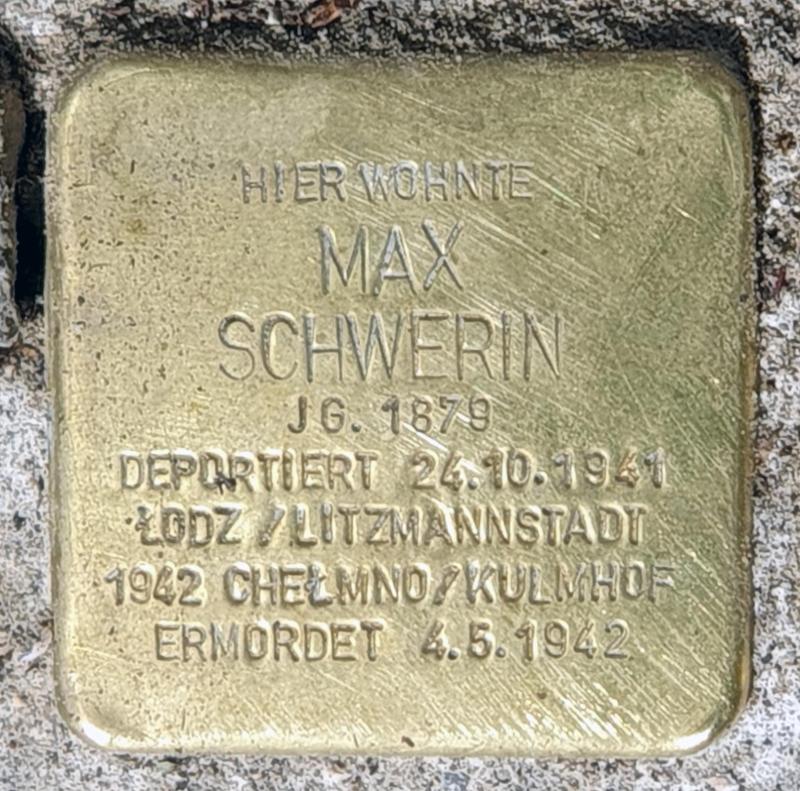 HIER WOHNTE
MAX
SCHWERIN
JG. 1879
DEPORTIERT 24.10.1941
ŁODZ / LITZMANNSTADT
1942 CHEŁMNO / KULMHOF
ERMORDET 4.5.1942